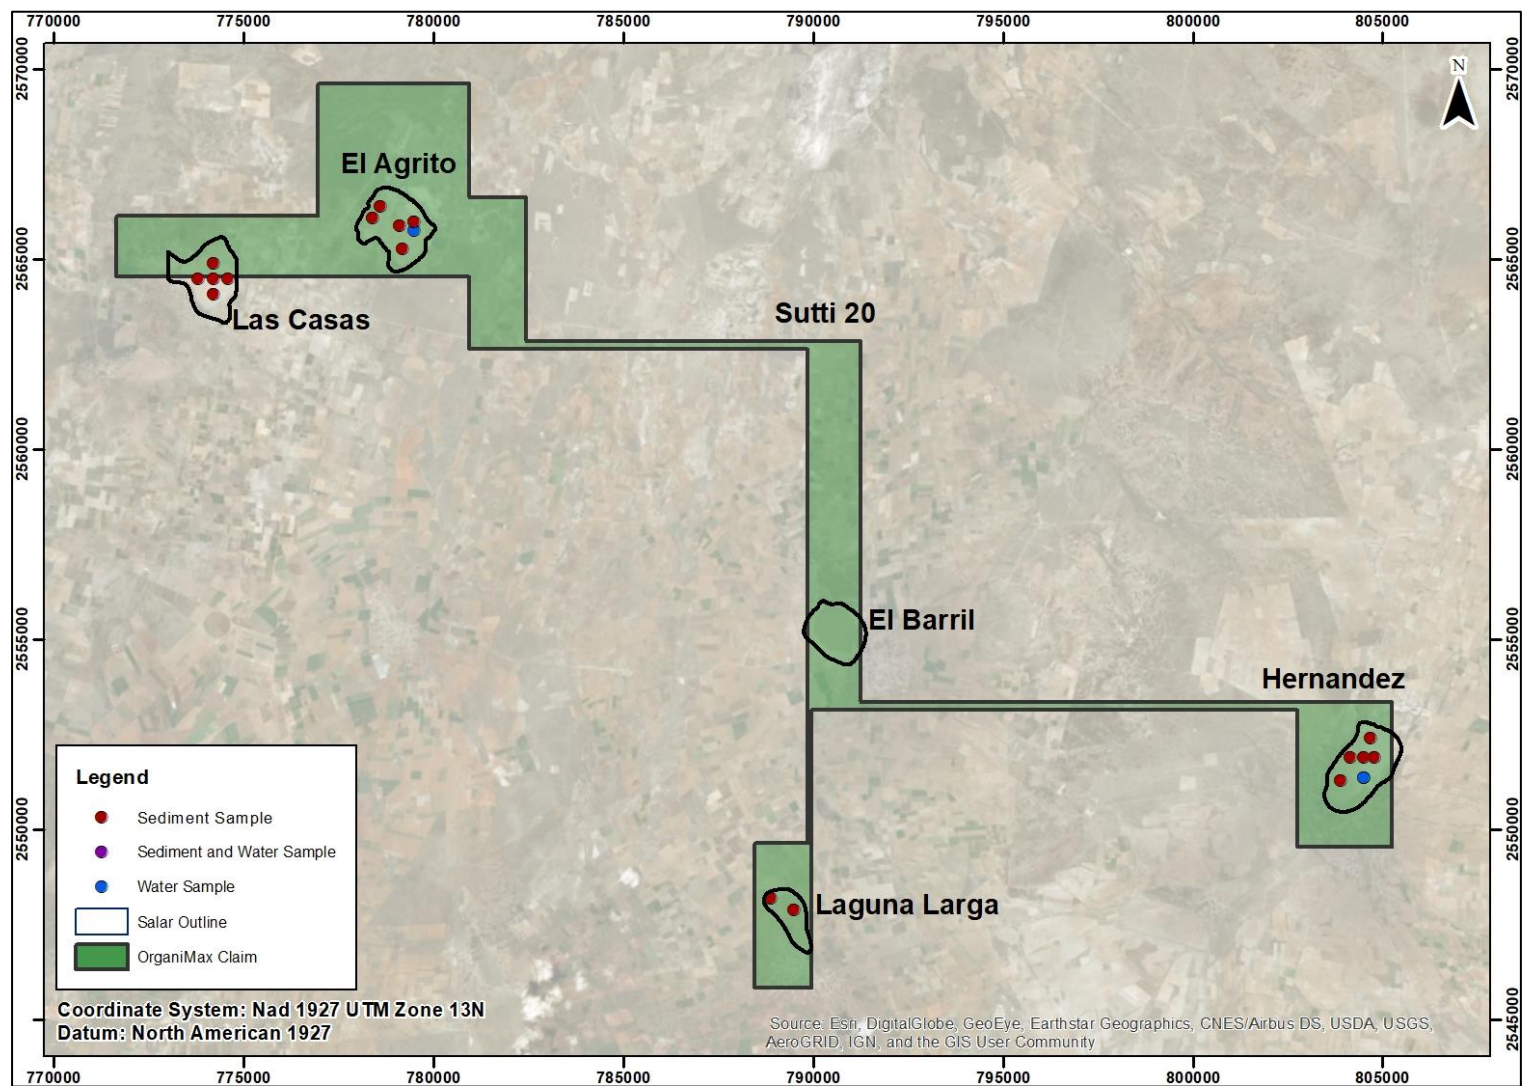 770000 775000 780000 785000 790000 795000 800000 805000
2570000 2570000
N
El Agrito
2565000 2565000
Las Casas
Sutti 20
2560000 2560000
El Barril
2555000 2555000
Hernandez
2550000 2550000
Laguna Larga
Legend
Sediment Sample
Sediment and Water Sample
Water Sample
Salar Outline
OrganiMax Claim
Coordinate System: Nad 1927 UTM Zone 13N
Datum: North American 1927
2545000
Source: Esri, DigitalGlobe, GeoEye, Earthstar Geographics, CNES/Airbus DS, USDA, USGS,
AeroGRID, IGN, and the GIS User Community
770000 775000 780000 785000 790000 795000 800000 805000